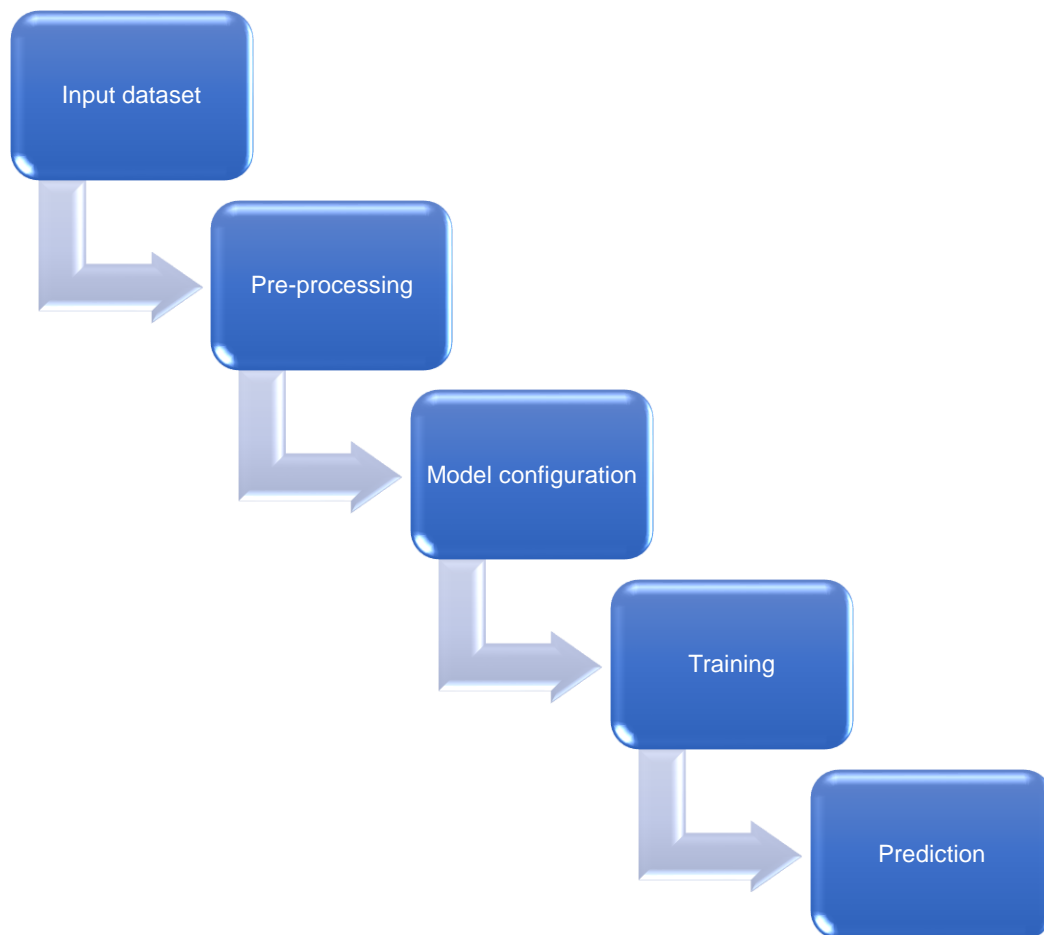 Input dataset
Pre-processing
Model configuration
Training
Prediction